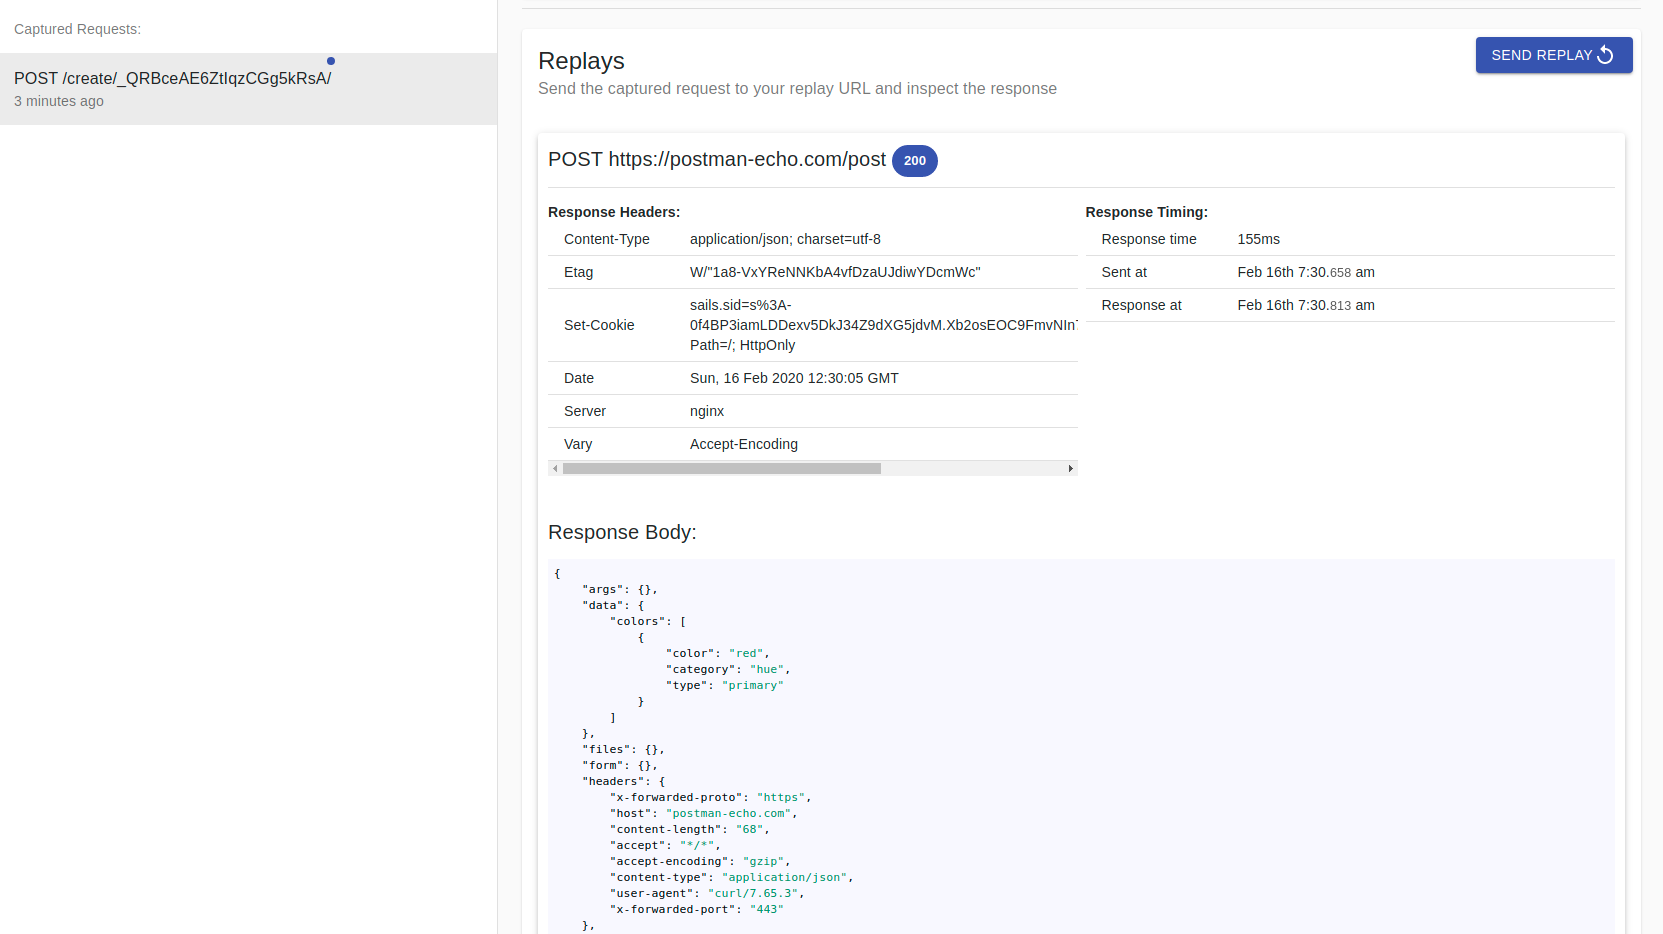 Captured Requests:
POST /create/_QRBceAE6ZtIqzCGg5kRsA/
3 minutes ago
Replays
SEND REPLAY
Send the captured request to your replay URL and inspect the response
POST https://postman-echo.com/post 200
Response Headers:
Content-Type application/json; charset=utf-8
Etag W/"1a8-VxYReNNKbA4vfDzaUJdiwYDcmWc"
Set-Cookie sails.sid=s%3A-
0f4BP3iamLDDexv5DkJ34Z9dXG5jdvM.Xb2osEOC9FmvNIn7
Path=/; HttpOnly
Date Sun, 16 Feb 2020 12:30:05 GMT
Server nginx
Vary Accept-Encoding
Response Timing:
Response time 155ms
Sent at Feb 16th 7:30.658 am
Response at Feb 16th 7:30.813 am
Response Body:
{
    "args": {},
    "data": {
        "colors": [
            {
                "color": "red",
                "category": "hue",
                "type": "primary"
            }
        ]
    },
    "files": {},
    "form": {},
    "headers": {
        "x-forwarded-proto": "https",
        "host": "postman-echo.com",
        "content-length": "68",
        "accept": "*/*",
        "accept-encoding": "gzip",
        "content-type": "application/json",
        "user-agent": "curl/7.65.3",
        "x-forwarded-port": "443"
    },